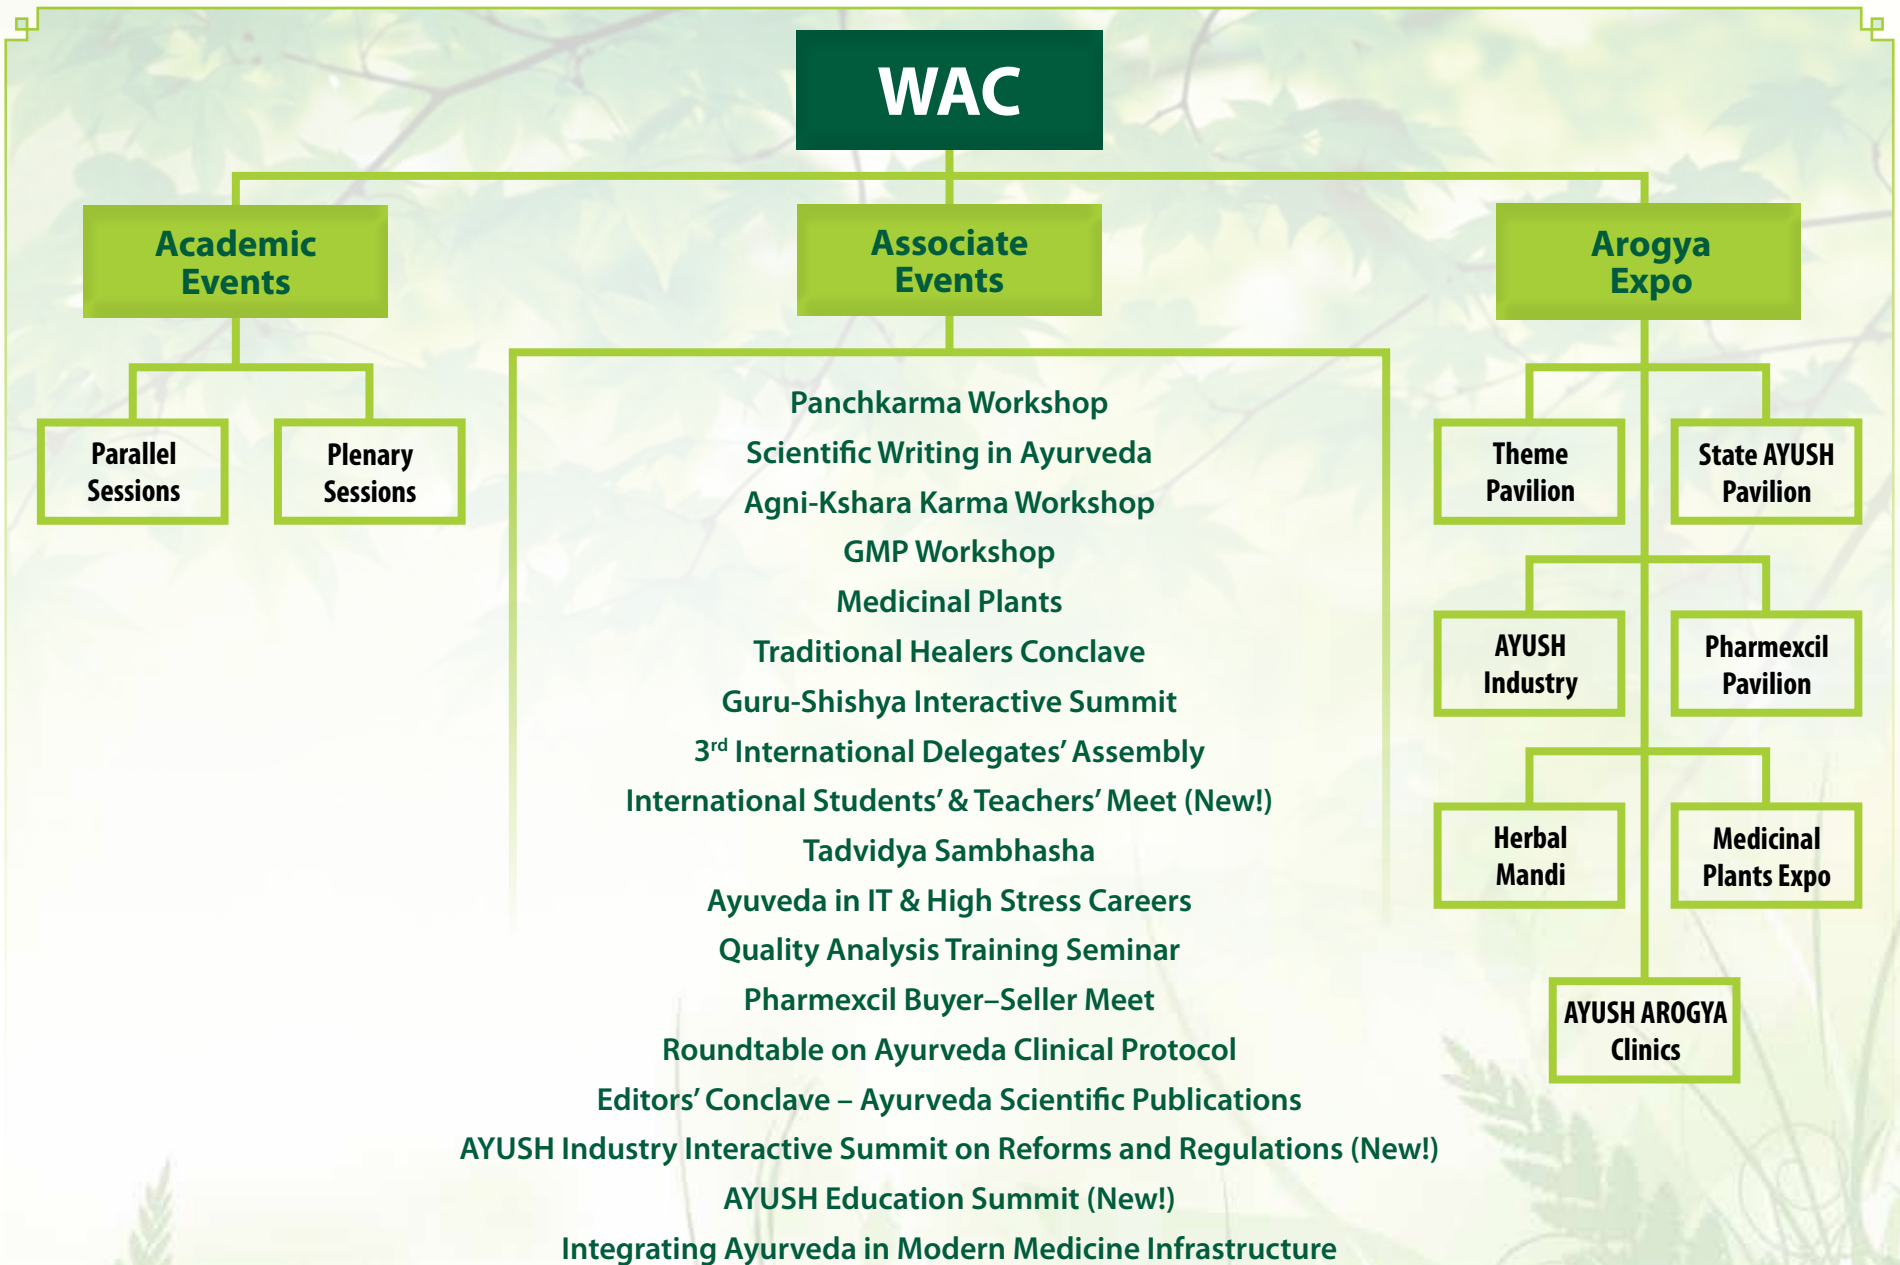 WAC
Academic
Events
Parallel
Sessions
Plenary
Sessions
Associate
Events
Panchkarma Workshop
Scientific Writing in Ayurveda
Agni-Kshara Karma Workshop
GMP Workshop
Medicinal Plants
Traditional Healers Conclave
Guru-Shishya Interactive Summit
3rd International Delegates’ Assembly
International Students’ & Teachers’ Meet (New!)
Tadvidya Sambhasha
Ayuveda in IT & High Stress Careers
Quality Analysis Training Seminar
Pharmexcil Buyer–Seller Meet
Roundtable on Ayurveda Clinical Protocol
Editors’ Conclave – Ayurveda Scientific Publications
AYUSH Industry Interactive Summit on Reforms and Regulations (New!)
AYUSH Education Summit (New!)
Integrating Ayurveda in Modern Medicine Infrastructure
Arogya
Expo
Theme
Pavilion
State AYUSH
Pavilion
AYUSH
Industry
Pharmexcil
Pavilion
Herbal
Mandi
Medicinal
Plants Expo
AYUSH AROGYA
Clinics